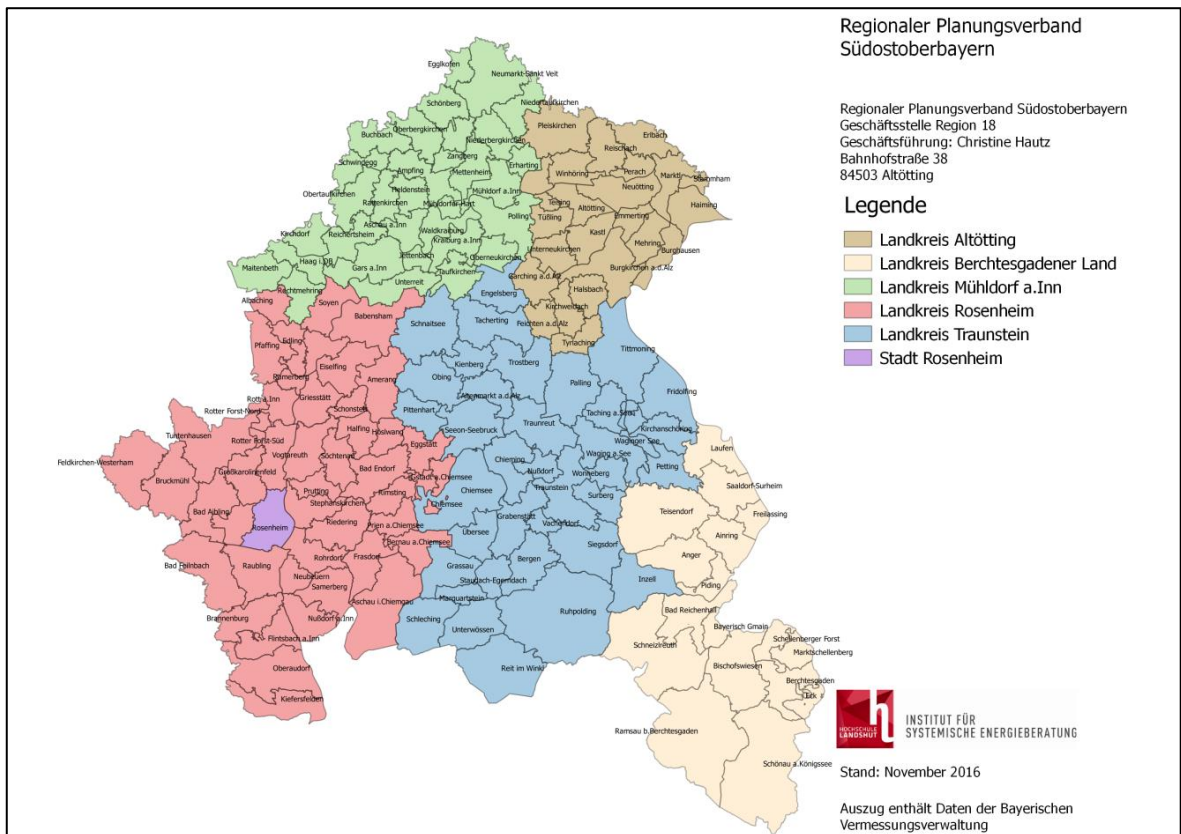 Regionaler Planungsverband
Südostoberbayern
Regionaler Planungsverband Südostoberbayern
Geschäftsstelle Region 18
Geschäftsführung: Christine Hautz
Bahnhofstraße 38
84503 Altötting
Legende
Landkreis Altötting
Landkreis Berchtesgadener Land
Landkreis Mühldorf a.Inn
Landkreis Rosenheim
Landkreis Traunstein
Stadt Rosenheim
Egglkofen
Neumarkt-Sankt Veit
Niedertaufkirchen
Schönberg
Buchbach
Oberbergkirchen
Niederbergkirchen
Zangberg
Schwindegg
Ampfing
Mettenheim
Erharting
Obertaufkirchen
Heldenstein
Mühldorf a.Inn
Rattenkirchen
Mühldorfer Hart
Polling
Aschau a.Inn
Waldkraiburg
Kirchdorf
Reichertsheim
Kraiburg a.Inn
Jettenbach
Oberneukirchen
Maitenbeth
Haag i.OB
Gars a.Inn
Taufkirchen
Unterreit
Rechtmehring
Pleiskirchen
Erlbach
Reischach
Winhöring
Perach
Marktl
Stammham
Neuötting
Haiming
Teising
Altötting
Tüßling
Emmerting
Kastl
Mehring
Unterneukirchen
Burghausen
Burgkirchen a.d.Alz
Garching a.d.Alz
Halsbach
Kirchweidach
Feichten a.d.Alz
Tyrlaching
Albaching
Soyen
Babensham
Pfaffing
Edling
Eiselfing
Ramerberg
Amerang
Rott a.Inn
Griesstätt
Rotter Forst-Nord
Schonstett
Tuntenhausen
Halfing
Höslwang
Rotter Forst-Süd
Eggstätt
Vogtareuth
Söchtenau
Feldkirchen-Westerham
Bad Endorf
Großkarolinenfeld
Bruckmühl
Gstadt a.Chiemsee
Prutting
Rimsting
Stephanskirchen
Chiemsee
Bad Aibling
Rosenheim
Riedering
Prien a.Chiemsee
Bernau a.Chiemsee
Bad Feilnbach
Raubling
Rohrdorf
Frasdorf
Neubeuern
Samerberg
Aschau i.Chiemgau
Brannenburg
Nußdorf a.Inn
Flintsbach a.Inn
Oberaudorf
Kiefersfelden
Engelsberg
Schnaitsee
Tacherting
Tittmoning
Kienberg
Trostberg
Obing
Palling
Fridolfing
Altenmarkt a.d.Alz
Pittenhart
Taching a.See
Seeon-Seebruck
Traunreut
Kirchanschöring
Waginger See
Chieming
Waging a.See
Nußdorf
Wonneberg
Petting
Chiemsee
Traunstein
Surberg
Grabenstätt
Vachendorf
Übersee
Siegsdorf
Grassau
Bergen
Inzell
Staudach-Egerndach
Marquartstein
Ruhpolding
Schleching
Unterwössen
Reit im Winkl
Laufen
Saaldorf-Surheim
Teisendorf
Freilassing
Ainring
Anger
Piding
Bad Reichenhall
Bayerisch Gmain
Schneizlreuth
Schellenberger Forst
Marktschellenberg
Bischofswiesen
Berchtesgaden
Eck
Ramsau b.Berchtesgaden
Schönau a.Königssee
HOCHSCHULE
LANDSHUT
INSTITUT FÜR
SYSTEMISCHE ENERGIEBERATUNG
Stand: November 2016
Auszug enthält Daten der Bayerischen
Vermessungsverwaltung